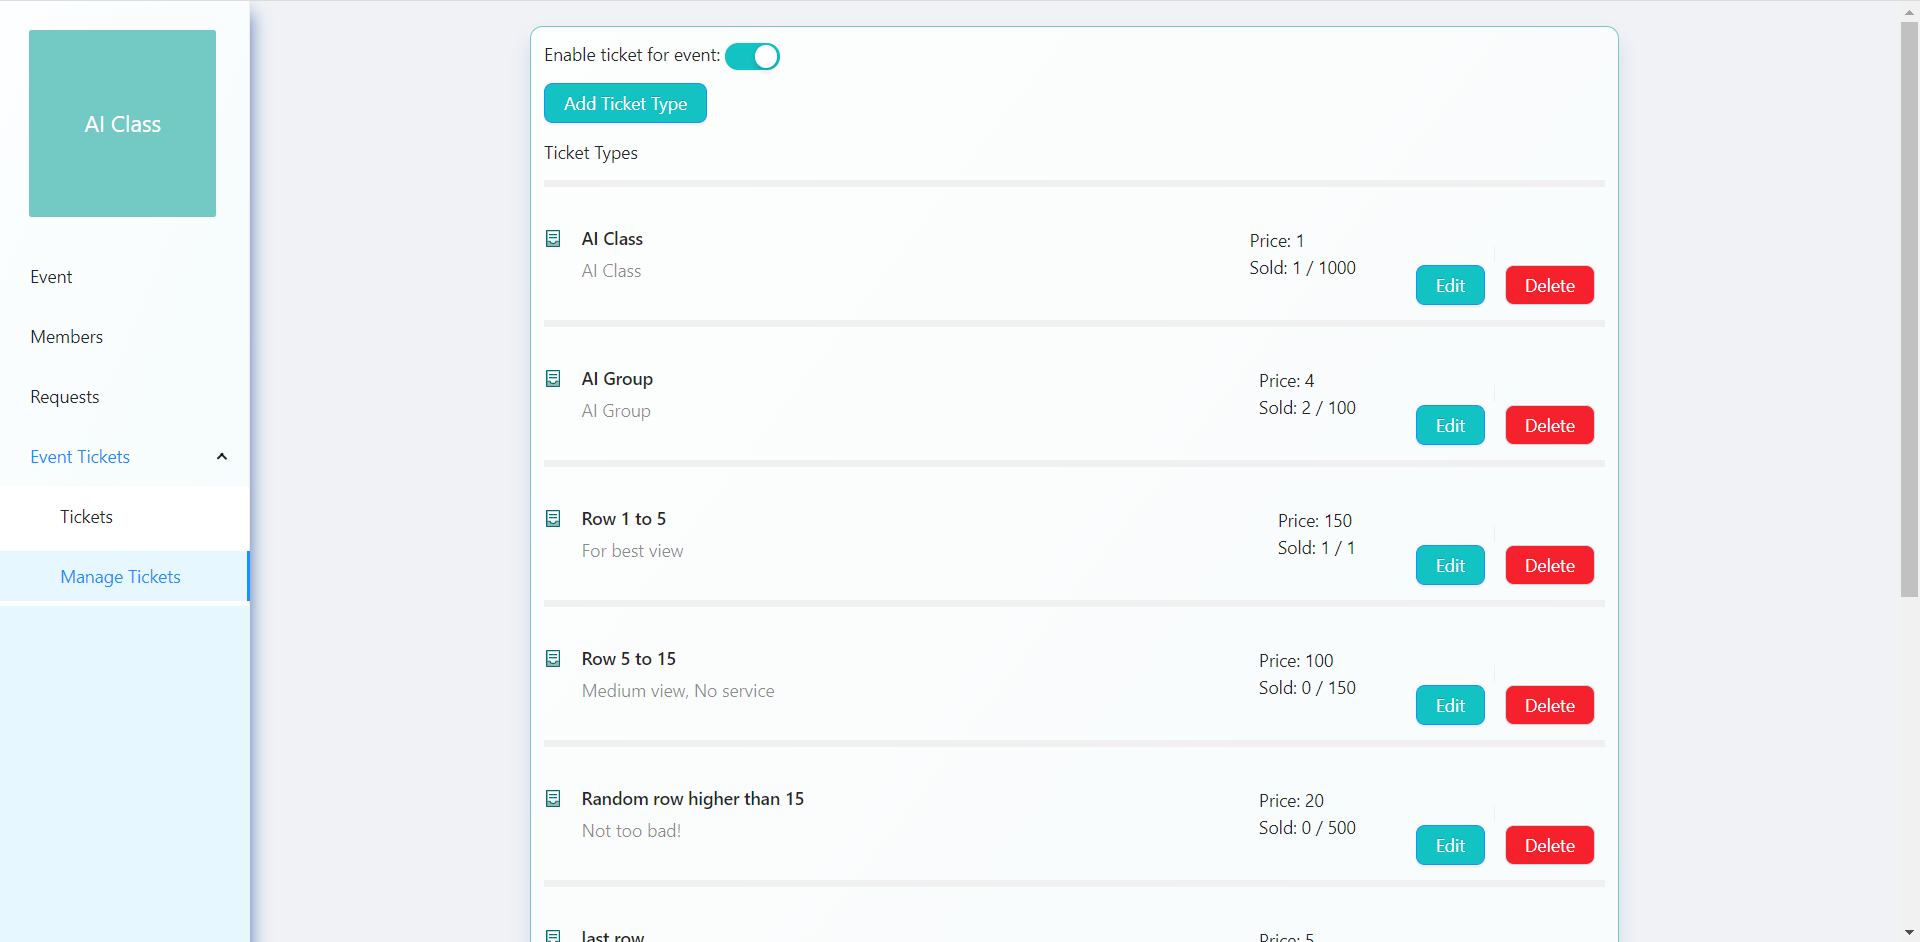 AI Class
Event
Members
Requests
Event Tickets
Tickets
Manage Tickets
Enable ticket for event:
Add Ticket Type
Ticket Types
AI Class
AI Class
Price: 1
Sold: 1 / 1000
Edit
Delete
AI Group
AI Group
Price: 4
Sold: 2 / 100
Edit
Delete
Row 1 to 5
For best view
Price: 150
Sold: 1 / 1
Edit
Delete
Row 5 to 15
Medium view, No service
Price: 100
Sold: 0 / 150
Edit
Delete
Random row higher than 15
Not too bad!
Price: 20
Sold: 0 / 500
Edit
Delete
last row
Price: 5